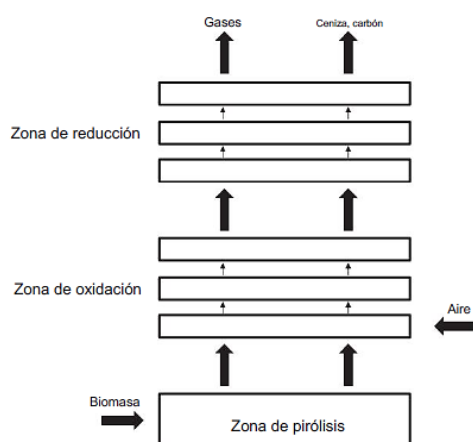 Gases
Ceniza, carbón
Zona de reducción
Zona de oxidación
Aire
Biomasa
Zona de pirólisis